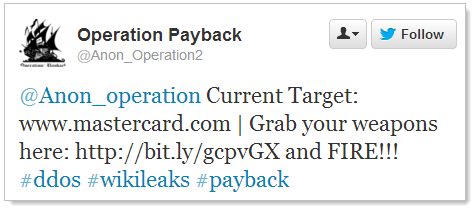 Operation Payback
@Anon_Operation2
Follow
@Anon_operation Current Target:
www.mastercard.com | Grab your weapons
here: http://bit.ly/gcpvGX and FIRE!!!
#ddos #wikileaks #payback